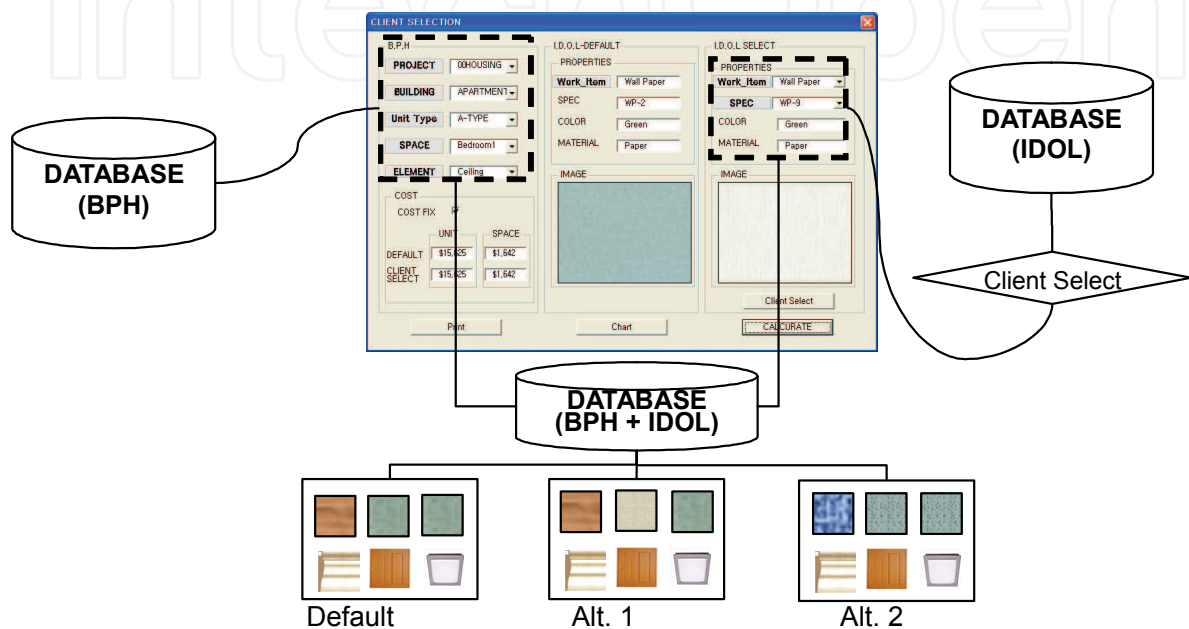 CLIENT SELECTION
B.P.H
PROJECT 00HOUSING
BUILDING APARTMENT
Unit Type A-TYPE
SPACE Bedroom1
ELEMENT Ceiling
COST
COST FIX
UNIT SPACE
DEFAULT $15,625 $1,642
CLIENT
SELECT $15,625 $1,642
Print
I.D.O.L-DEFAULT
PROPERTIES
Work_Item Wall Paper
SPEC WP-2
COLOR Green
MATERIAL Paper
IMAGE
Chart
I.D.O.L SELECT
PROPERTIES
Work_Item Wall Paper
SPEC WP-9
COLOR Green
MATERIAL Paper
IMAGE
Client Select
CALCURATE
DATABASE
(BPH)
DATABASE
(IDOL)
Client Select
DATABASE
(BPH + IDOL)
Default
Alt. 1
Alt. 2